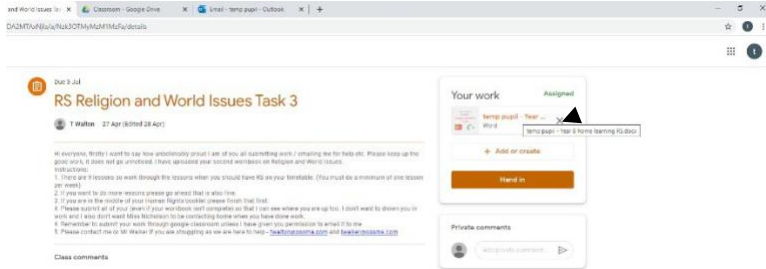 and World Issues Ta
Classroom - Google Drive
Email - temp pupil - Outlook
Due 3 Jul
RS Religion and World Issues Task 3
T Walton 27 Apr (Edited 28 Apr)
Hi everyone, firstly I want to say how unbelievably proud I am of you all submitting work / emailing me for help etc. Please keep up the
good work, it does not go unnoticed. I have uploaded your second workbook on Religion and World Issues.
Instructions:
1. There are 9 lessons so work through the lessons when you should have RS on your timetable. (You must do a minimum of one lesson
per week)
2. If you want to do more lessons please go ahead that is also fine.
3. If you are in the middle of your Human Rights booklet please finish that first.
4. Please submit all of your (even if your workbook isn't complete) so that I can see where you are up too. I don't want to drown you in
work and I also don't want Miss Nicholson to be contacting home when you have done work.
4. Remember to submit your work through google classroom unless I have given you permission to email it to me
5. Please contact me or Mr Walker if you are struggling as we are here to help -
Class comments
Your work
Assigned
temp pupil - Year ...
Word
temp pupil - Year 8 home learning RS.docx
+ Add or create
Hand in
Private comments
Add private comment...